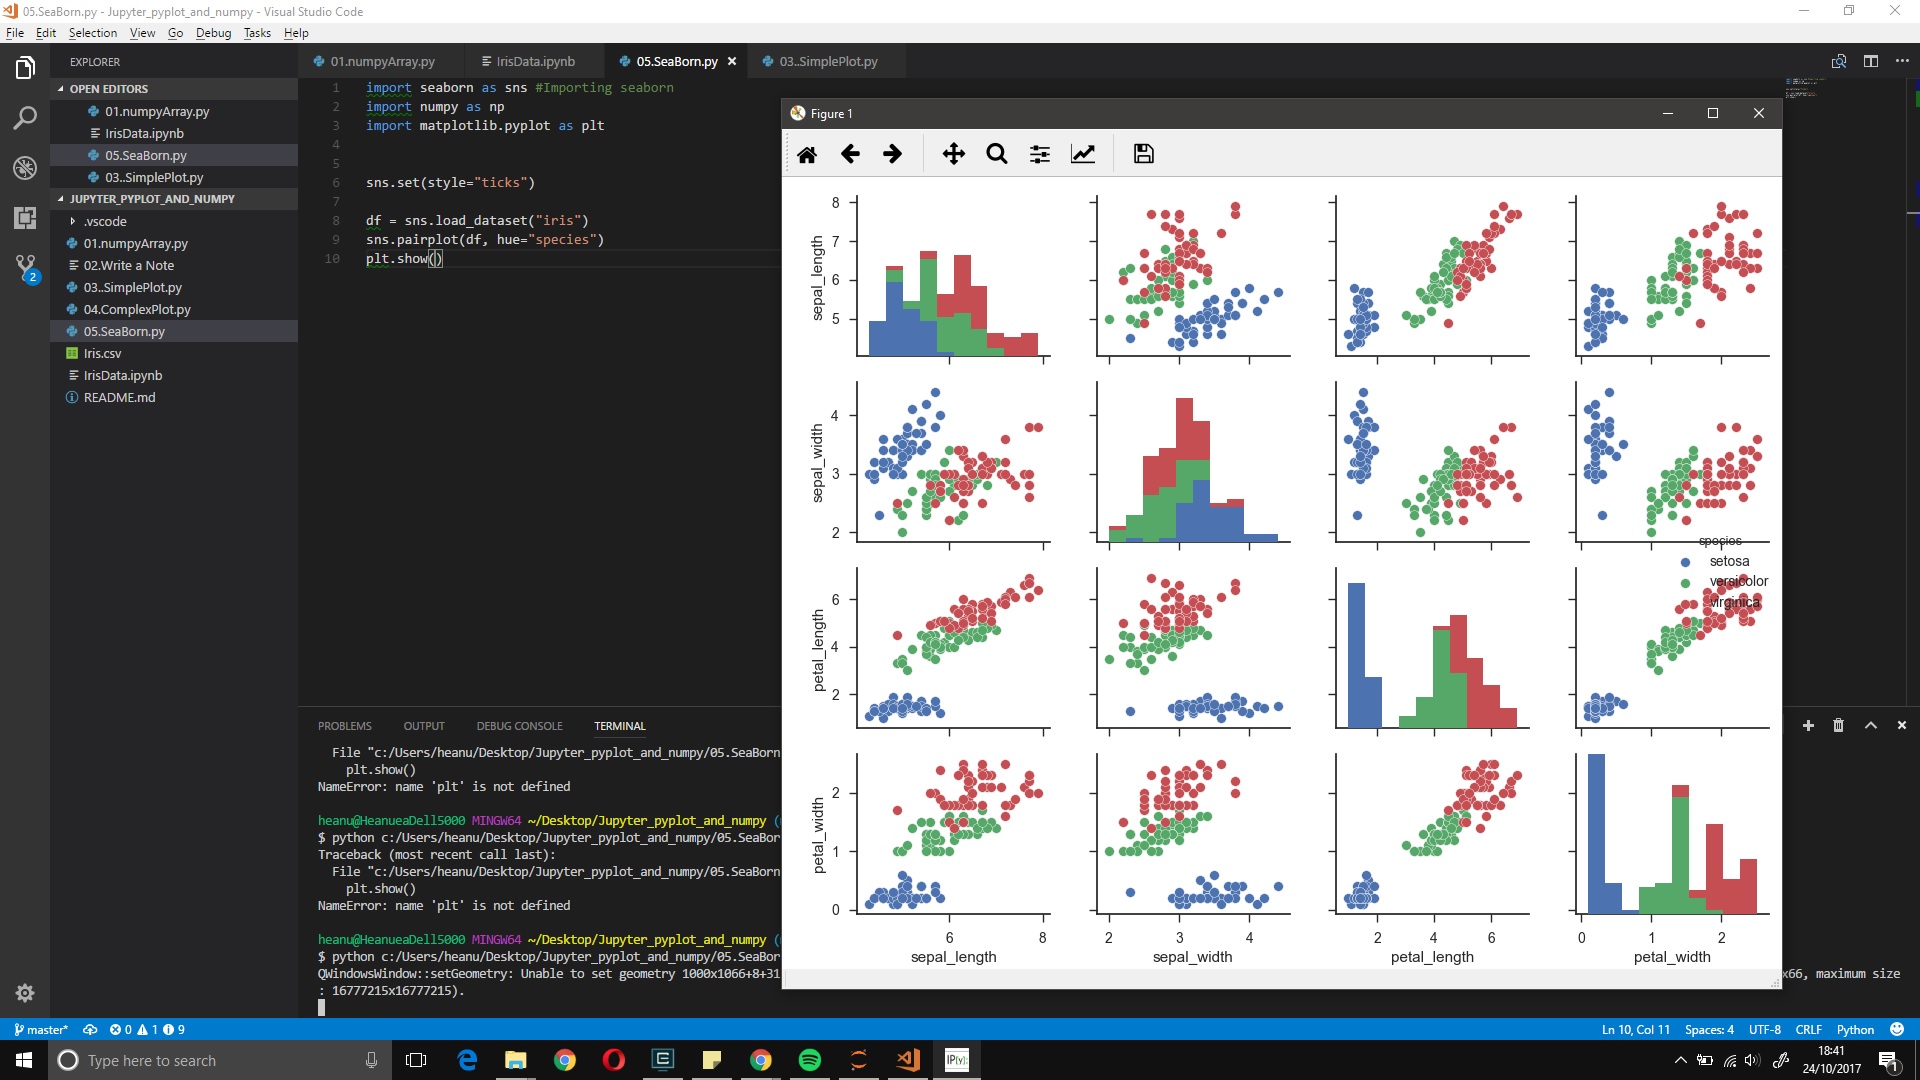 05.SeaBorn.py - Jupyter_pyplot_and_numpy - Visual Studio Code
File Edit Selection View Go Debug Tasks Help
EXPLORER
OPEN EDITORS
01.numpyArray.py
IrisData.ipynb
05.SeaBorn.py
03..SimplePlot.py
JUPYTER_PYPLOT_AND_NUMPY
.vscode
01.numpyArray.py
02.Write a Note
03..SimplePlot.py
04.ComplexPlot.py
05.SeaBorn.py
Iris.csv
IrisData.ipynb
README.md
2
01.numpyArray.py IrisData.ipynb 05.SeaBorn.py 03..SimplePlot.py
1 import seaborn as sns #Importing seaborn
2 import numpy as np
3 import matplotlib.pyplot as plt
4
5
6 sns.set(style="ticks")
7
8 df = sns.load_dataset("iris")
9 sns.pairplot(df, hue="species")
10 plt.show()
PROBLEMS OUTPUT DEBUG CONSOLE TERMINAL
File "c:/Users/heanu/Desktop/Jupyter_pyplot_and_numpy/05.SeaBorn
plt.show()
NameError: name 'plt' is not defined
heanu@HeanueaDell5000 MINGW64 ~/Desktop/Jupyter_pyplot_and_numpy (
$ python c:/Users/heanu/Desktop/Jupyter_pyplot_and_numpy/05.SeaBor
Traceback (most recent call last):
File "c:/Users/heanu/Desktop/Jupyter_pyplot_and_numpy/05.SeaBorn
plt.show()
NameError: name 'plt' is not defined
heanu@HeanueaDell5000 MINGW64 ~/Desktop/Jupyter_pyplot_and_numpy (
$ python c:/Users/heanu/Desktop/Jupyter_pyplot_and_numpy/05.SeaBor
QWindowsWindow::setGeometry: Unable to set geometry 1000x1066+8+31 x66, maximum size
: 16777215x16777215).
Figure 1
8
7
6
5
sepal_length
4
3
2
sepal_width
species
setosa
versicolor
virginica
6
4
2
petal_length
2
1
0
petal_width
6 8 2 3 4 2 4 6 0 1 2
sepal_length sepal_width petal_length petal_width
master* 0 1 9 Ln 10, Col 11 Spaces: 4 UTF-8 CRLF Python
Type here to search
IP[y]:
18:41
24/10/2017
1